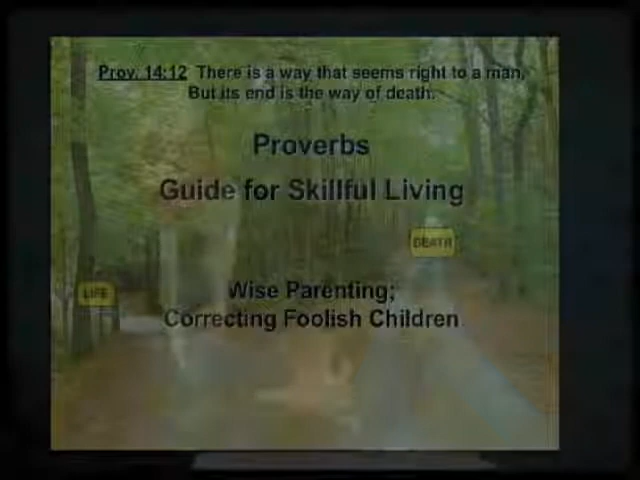 Prov. 14:12 There is a way that seems right to a man,
But its end is the way of death.
Proverbs
Guide for Skillful Living
DEATH
LIFE
Wise Parenting;
Correcting Foolish Children